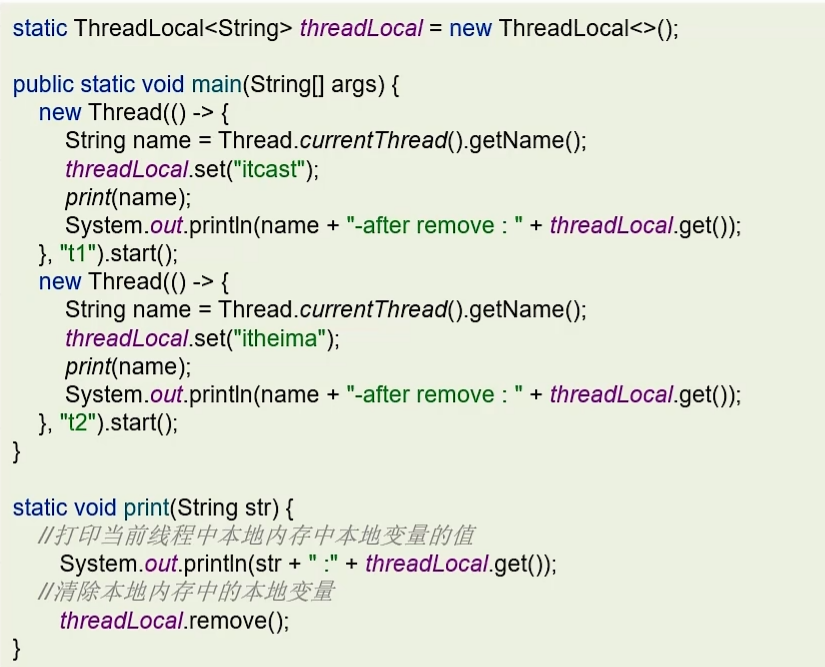 static ThreadLocal<String> threadLocal = new ThreadLocal<>();
public static void main(String[] args) {
new Thread(() -> {
String name = Thread.currentThread().getName();
threadLocal.set("itcast");
print(name);
System.out.println(name + "-after remove : " + threadLocal.get());
}, "t1").start();
new Thread(() -> {
String name = Thread.currentThread().getName();
threadLocal.set("itheima");
print(name);
System.out.println(name + "-after remove : " + threadLocal.get());
}, "t2").start();
}
static void print(String str) {
//打印当前线程中本地内存中本地变量的值
System.out.println(str + " :" + threadLocal.get());
//清除本地内存中的本地变量
threadLocal.remove();
}